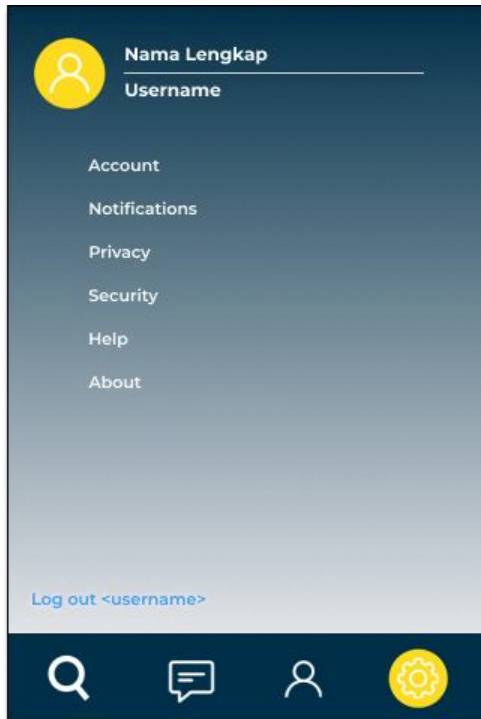 Nama Lengkap
Username
Account
Notifications
Privacy
Security
Help
About
Log out <username>